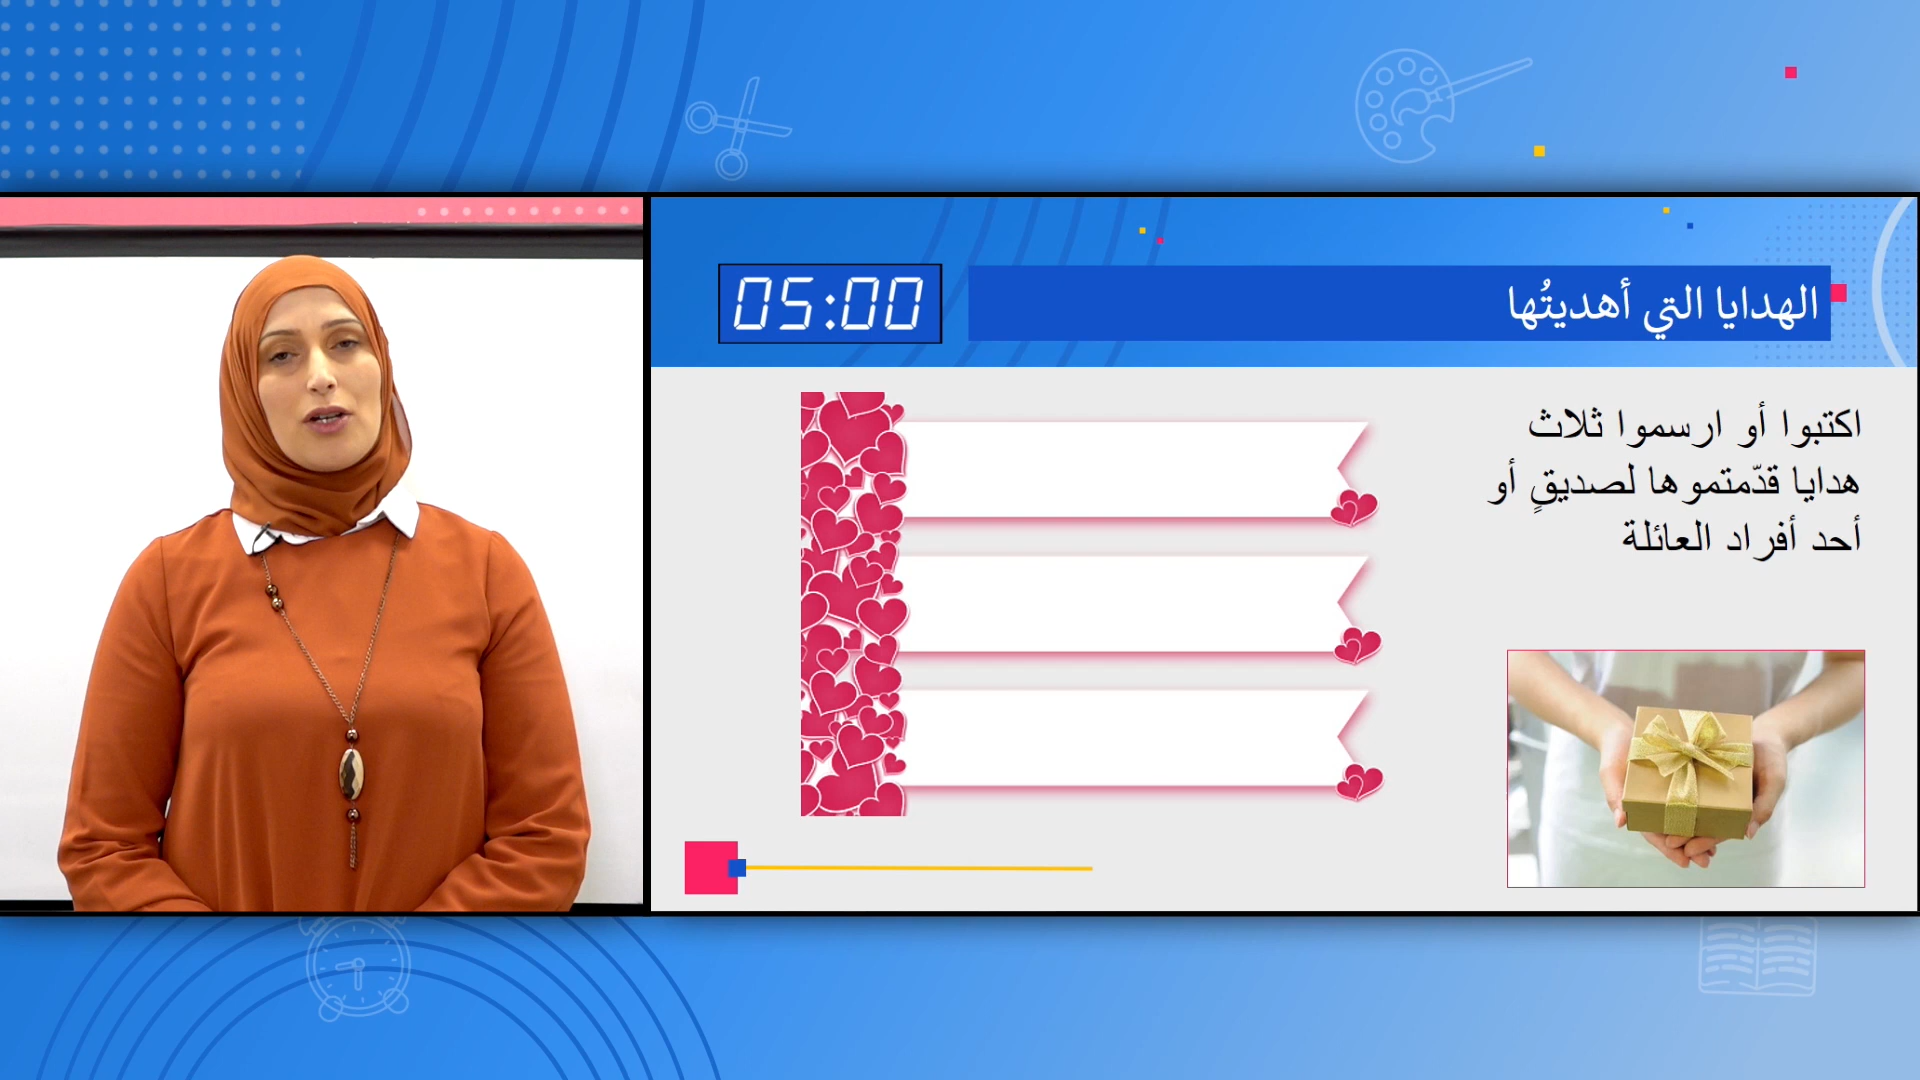 05:00
الهدايا التي أهديتُها
اكتبوا أو ارسموا ثلاث
هدايا قدّمتموها لصديقٍ أو
أحد أفراد العائلة